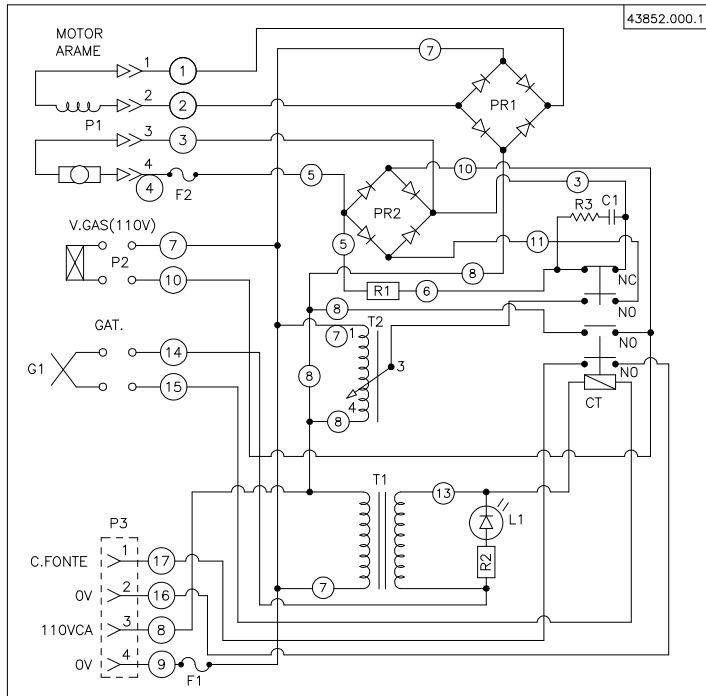 43852.000.1
MOTOR
ARAME
1
1
7
2
2
P1
PR1
3
3
4
4
F2
5
10
3
PR2
R3
C1
V.GAS(110V)
7
P2
5
11
8
10
R1
6
NC
NO
8
GAT.
T2
7
1
NO
14
G1
8
3
NO
15
4
8
CT
T1
13
L1
P3
R2
C.FONTE
1
17
7
0V
2
16
110VCA
3
8
0V
4
9
F1